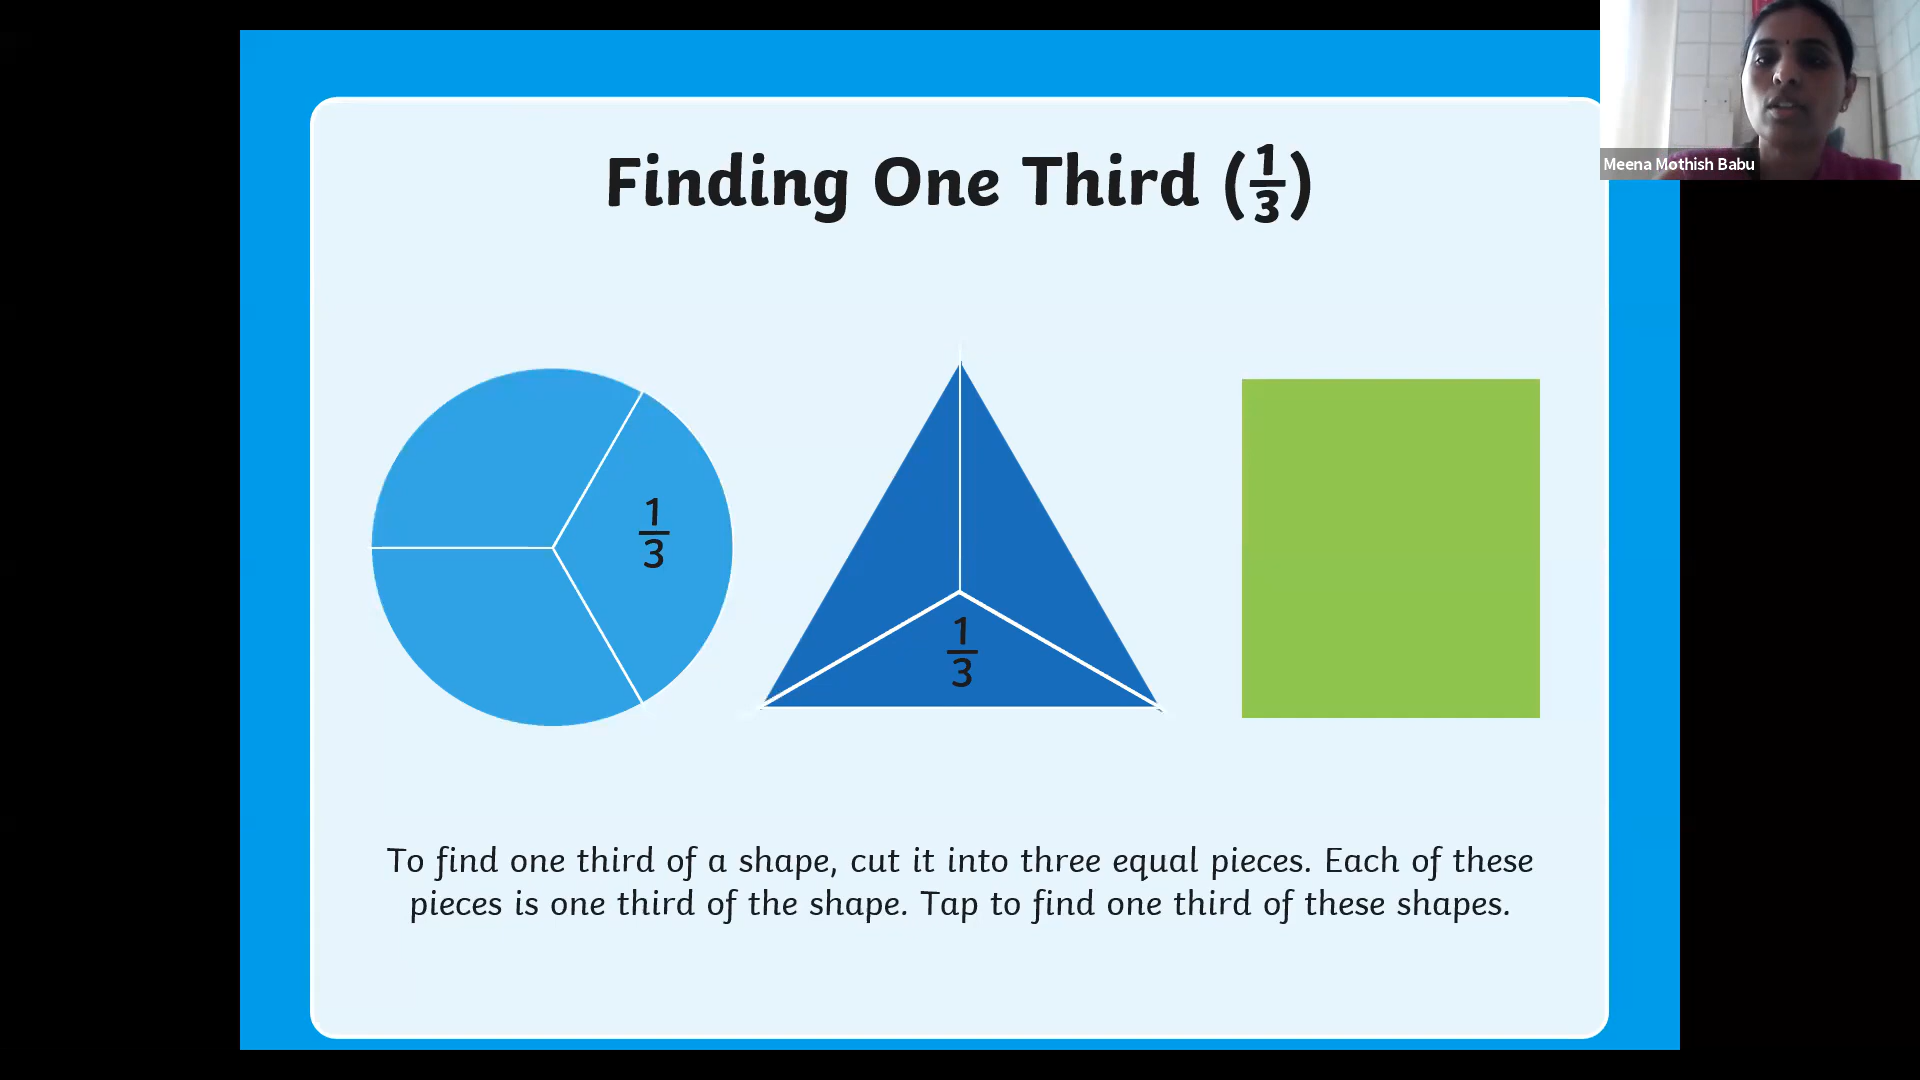 Finding One Third (1/3)
Meena Mothish Babu
1/3
1/3
To find one third of a shape, cut it into three equal pieces. Each of these
pieces is one third of the shape. Tap to find one third of these shapes.